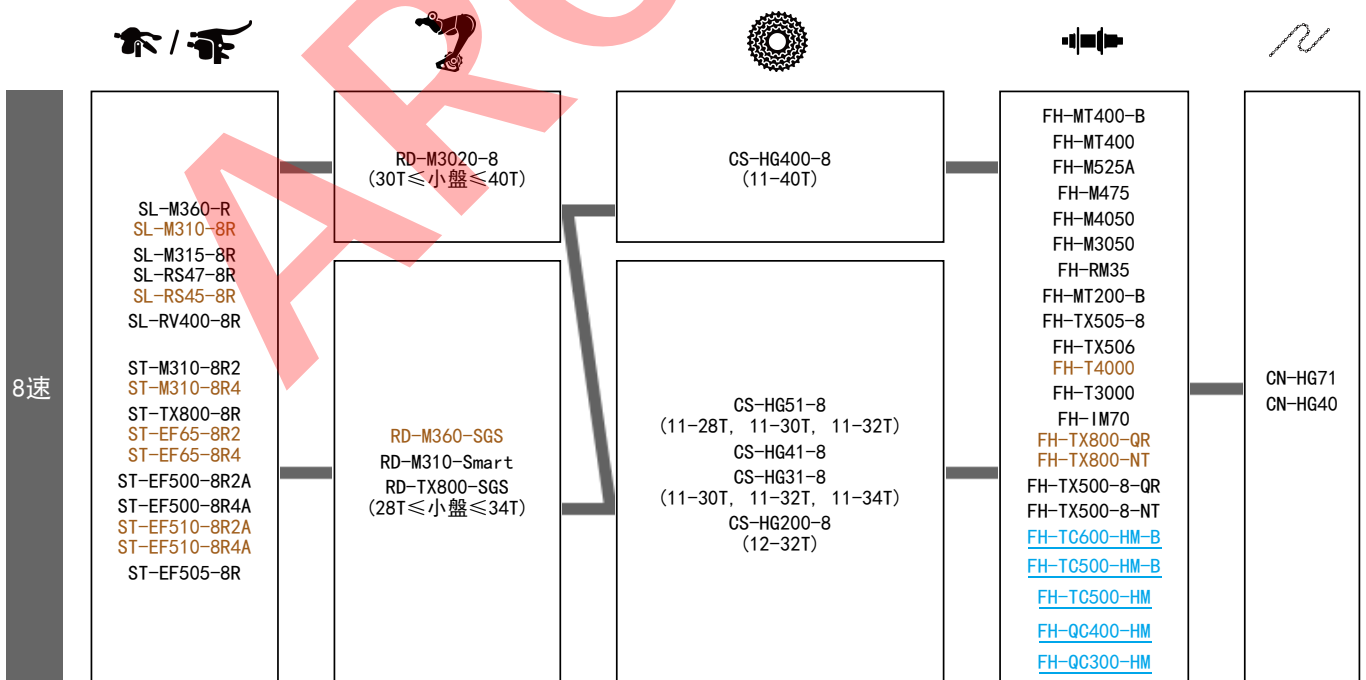 8速
SL-M360-R
SL-M310-8R
SL-M315-8R
SL-RS47-8R
SL-RS45-8R
SL-RV400-8R
ST-M310-8R2
ST-M310-8R4
ST-TX800-8R
ST-EF65-8R2
ST-EF65-8R4
ST-EF500-8R2A
ST-EF500-8R4A
ST-EF510-8R2A
ST-EF510-8R4A
ST-EF505-8R
RD-M3020-8
(30T≤小盤≤40T)
RD-M360-SGS
RD-M310-Smart
RD-TX800-SGS
(28T≤小盤≤34T)
CS-HG400-8
(11-40T)
CS-HG51-8
(11-28T, 11-30T, 11-32T)
CS-HG41-8
CS-HG31-8
(11-30T, 11-32T, 11-34T)
CS-HG200-8
(12-32T)
FH-MT400-B
FH-MT400
FH-M525A
FH-M475
FH-M4050
FH-M3050
FH-RM35
FH-MT200-B
FH-TX505-8
FH-TX506
FH-T4000
FH-T3000
FH-IM70
FH-TX800-QR
FH-TX800-NT
FH-TX500-8-QR
FH-TX500-8-NT
FH-TC600-HM-B
FH-TC500-HM-B
FH-TC500-HM
FH-QC400-HM
FH-QC300-HM
CN-HG71
CN-HG40